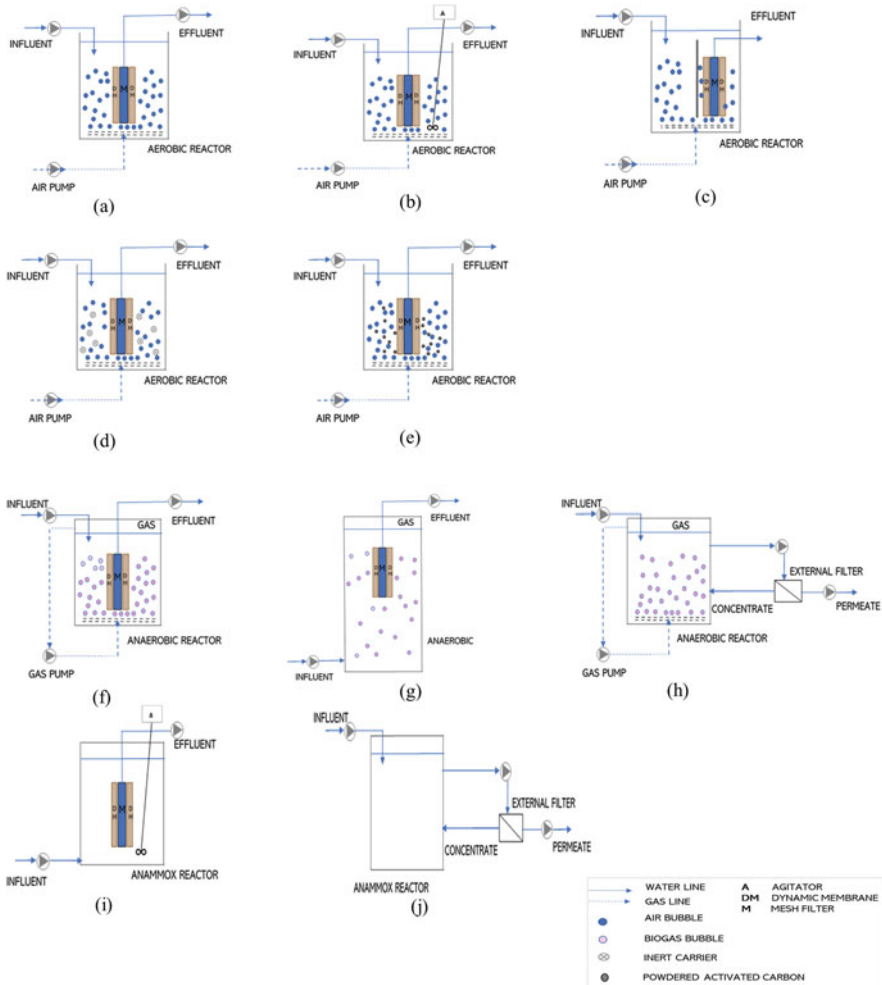 INFLUENT
EFFLUENT
M
D
M
D
M
AEROBIC REACTOR
AIR PUMP
(a)
A
INFLUENT
EFFLUENT
M
D
M
D
M
AEROBIC REACTOR
AIR PUMP
(b)
EFFLUENT
INFLUENT
M
D
M
D
M
AEROBIC REACTOR
AIR PUMP
(c)
INFLUENT
EFFLUENT
M
D
M
D
M
AEROBIC REACTOR
AIR PUMP
(d)
INFLUENT
EFFLUENT
M
D
M
D
M
AEROBIC REACTOR
AIR PUMP
(e)
INFLUENT
GAS
EFFLUENT
M
D
M
D
M
ANAEROBIC REACTOR
GAS PUMP
(f)
GAS
EFFLUENT
M
D
M
D
M
ANAEROBIC
INFLUENT
(g)
INFLUENT
GAS
EXTERNAL FILTER
CONCENTRATE
PERMEATE
ANAEROBIC REACTOR
GAS PUMP
(h)
A
EFFLUENT
M
D
M
D
M
INFLUENT
ANAMMOX REACTOR
(i)
INFLUENT
EXTERNAL FILTER
CONCENTRATE
PERMEATE
ANAMMOX REACTOR
(j)
WATER LINE
GAS LINE
AIR BUBBLE
BIOGAS BUBBLE
INERT CARRIER
POWDERED ACTIVATED CARBON
A AGITATOR
DM DYNAMIC MEMBRANE
M MESH FILTER